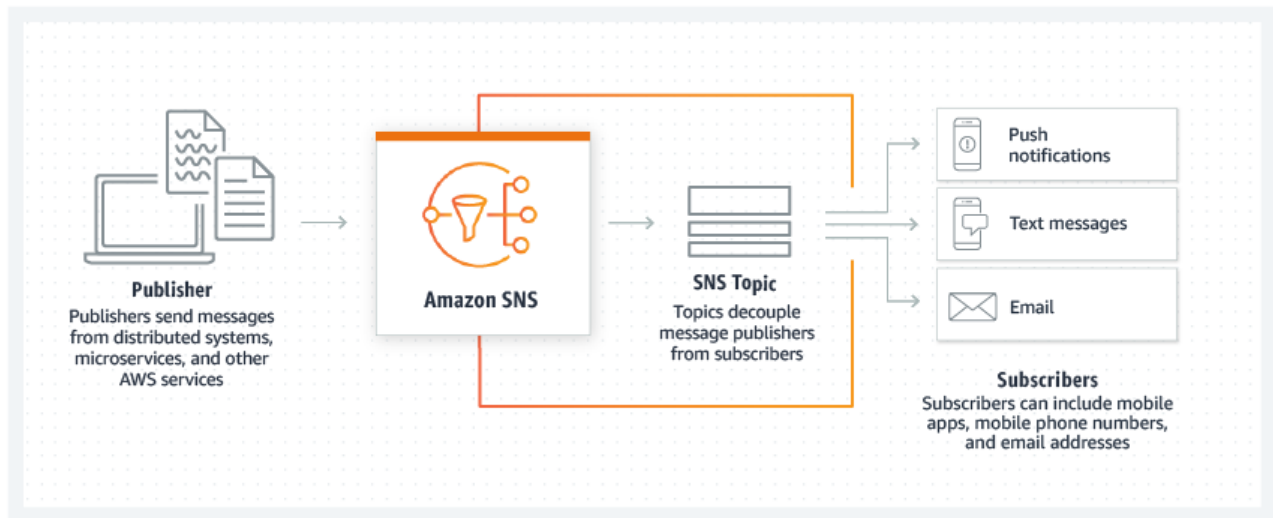 Publisher
Publishers send messages
from distributed systems,
microservices, and other
AWS services
Amazon SNS
SNS Topic
Topics decouple
message publishers
from subscribers
Push
notifications
Text messages
Email
Subscribers
Subscribers can include mobile
apps, mobile phone numbers,
and email addresses